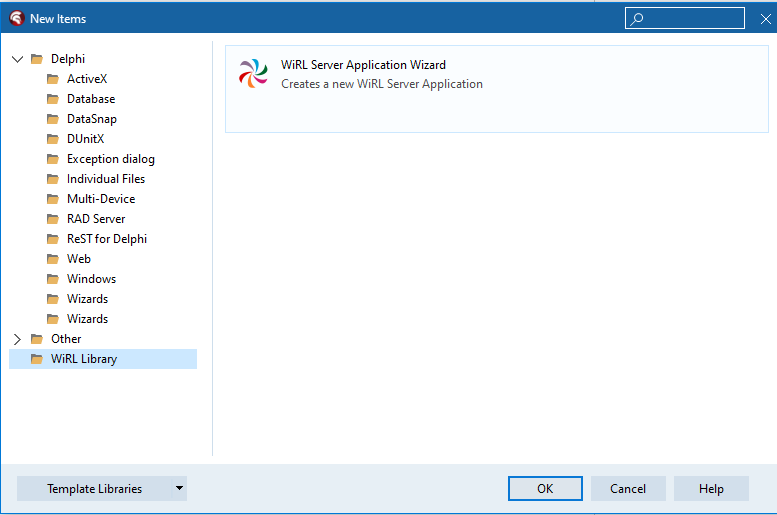 New Items
Delphi
ActiveX
Database
DataSnap
DUnitX
Exception dialog
Individual Files
Multi-Device
RAD Server
ReST for Delphi
Web
Windows
Wizards
Wizards
Other
WiRL Library
WiRL Server Application Wizard
Creates a new WiRL Server Application
Template Libraries
OK
Cancel
Help